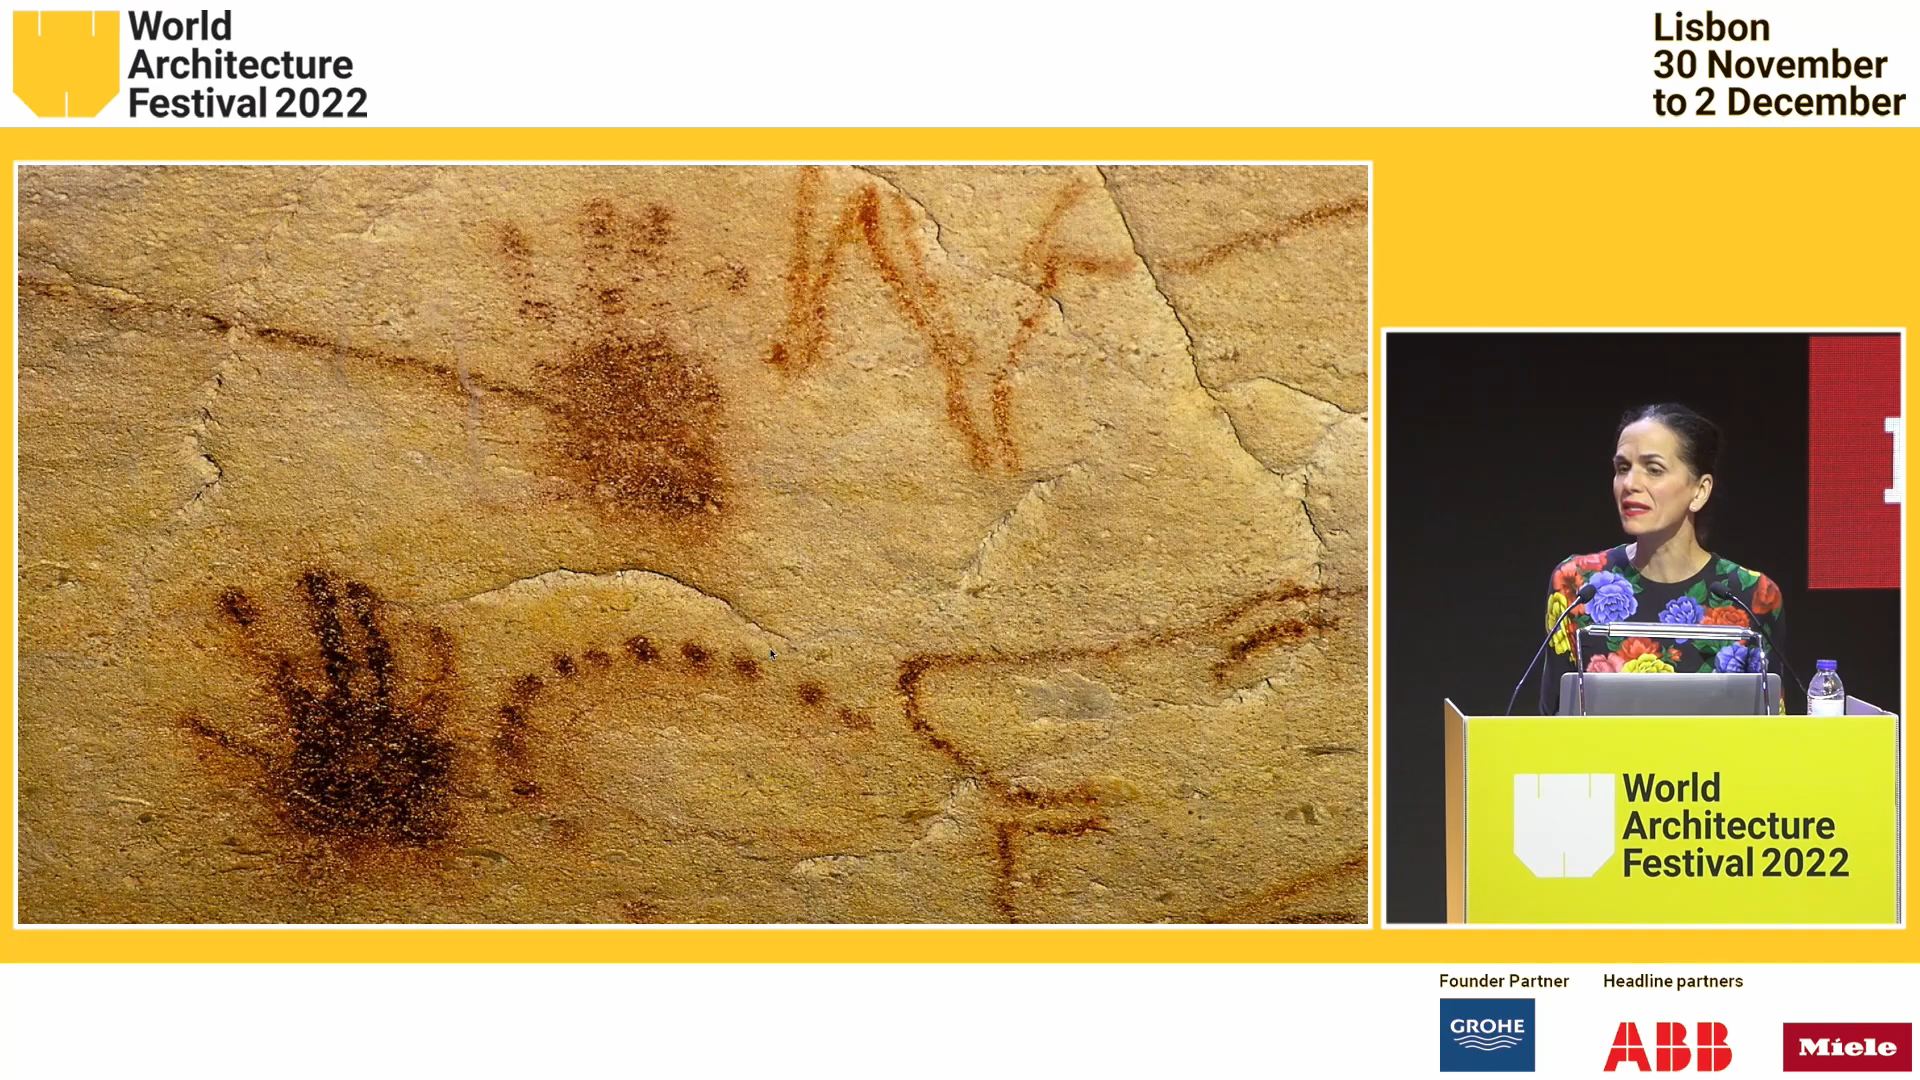 World
Architecture
Festival 2022
Lisbon
30 November
to 2 December
World
Architecture
Festival 2022
Founder Partner
Headline partners
GROHE
ABB
Miele